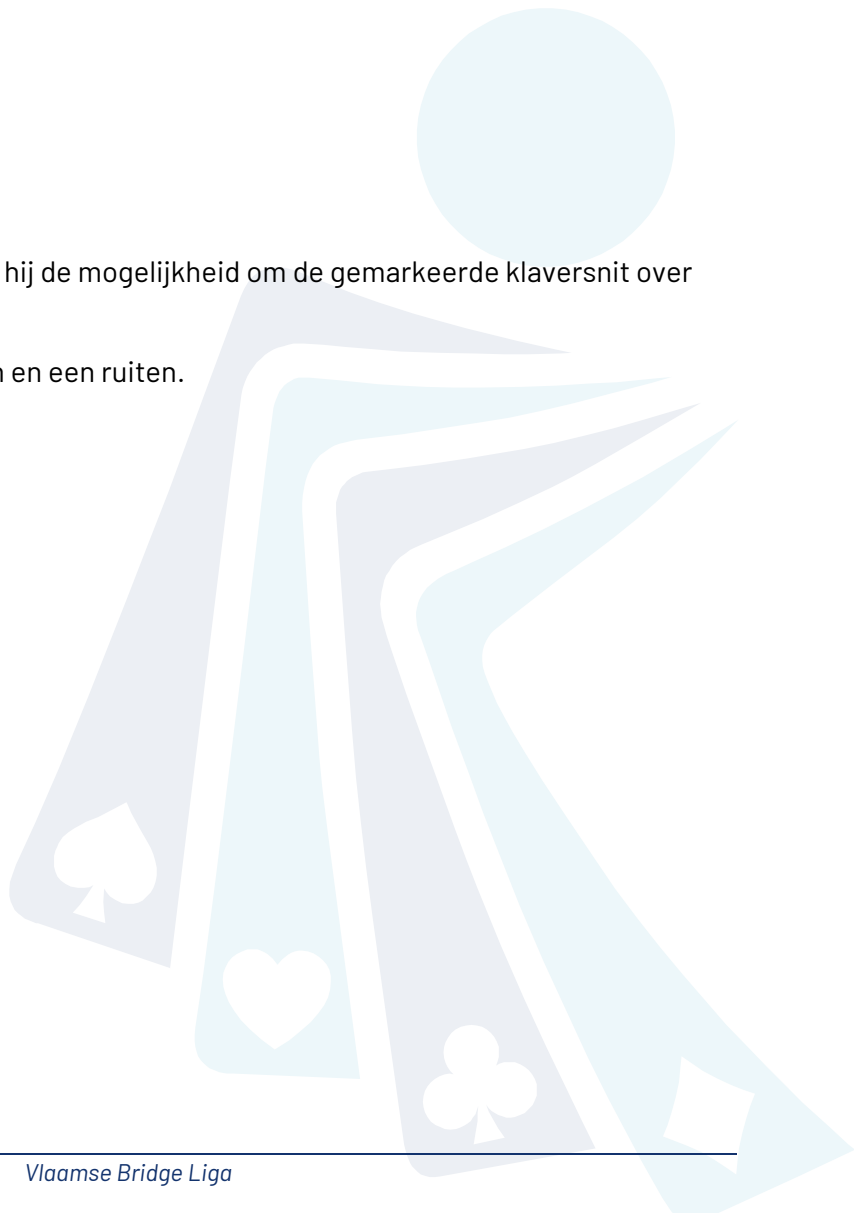 hij de mogelijkheid om de gemarkeerde klaversnit over
en een ruiten.
Vlaamse Bridge Liga